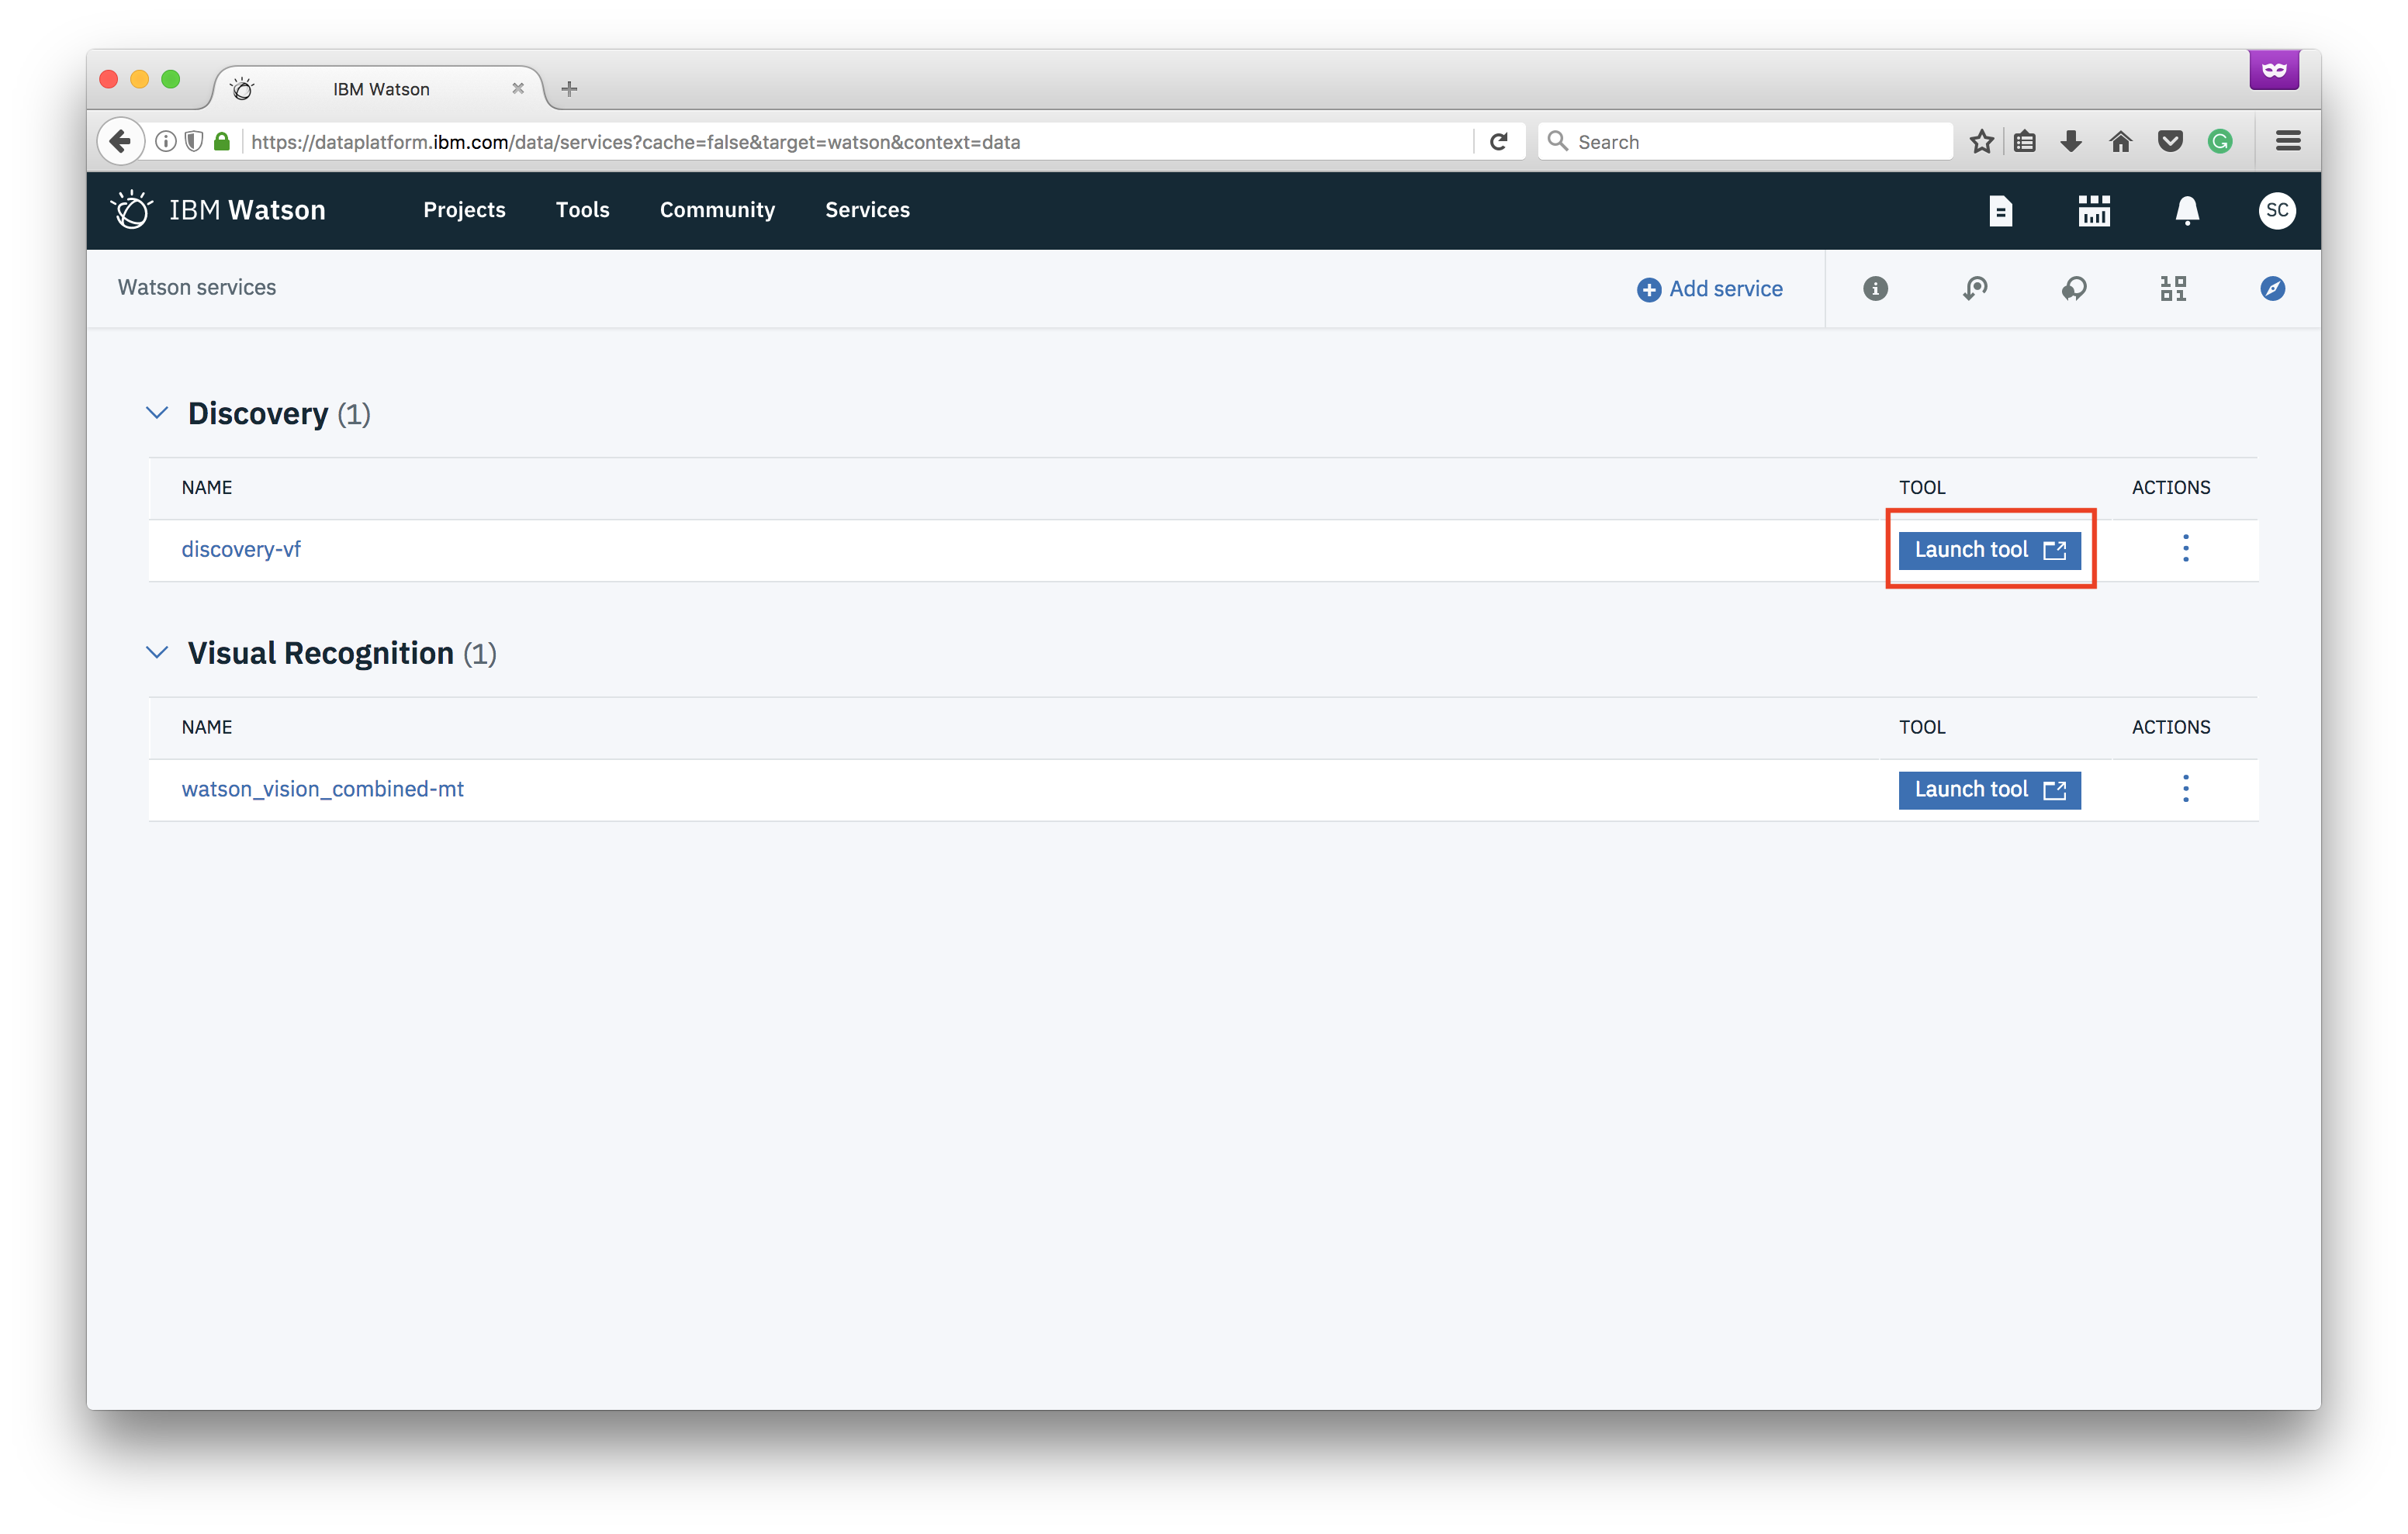 IBM Watson
https://dataplatform.ibm.com/data/services?cache=false&target=watson&context=data
Search
IBM Watson Projects Tools Community Services SC
Watson services Add service
Discovery (1)
NAME TOOL ACTIONS
discovery-vf Launch tool
Visual Recognition (1)
NAME TOOL ACTIONS
watson_vision_combined-mt Launch tool